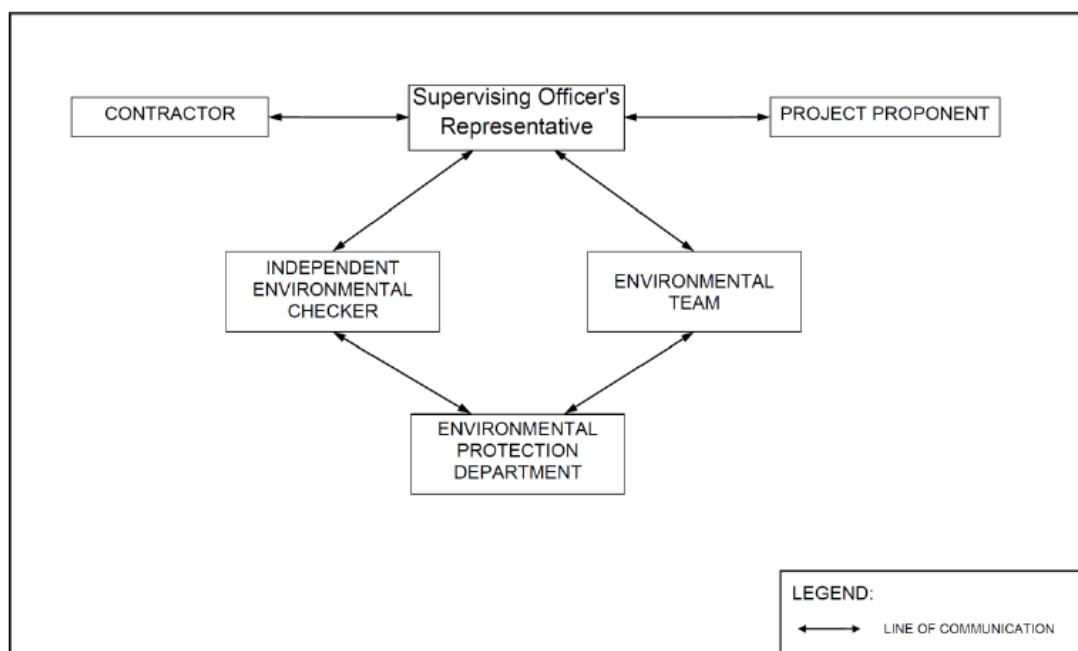 CONTRACTOR
Supervising Officer's
Representative
PROJECT PROPONENT
INDEPENDENT
ENVIRONMENTAL
CHECKER
ENVIRONMENTAL
TEAM
ENVIRONMENTAL
PROTECTION
DEPARTMENT
LEGEND:
LINE OF COMMUNICATION